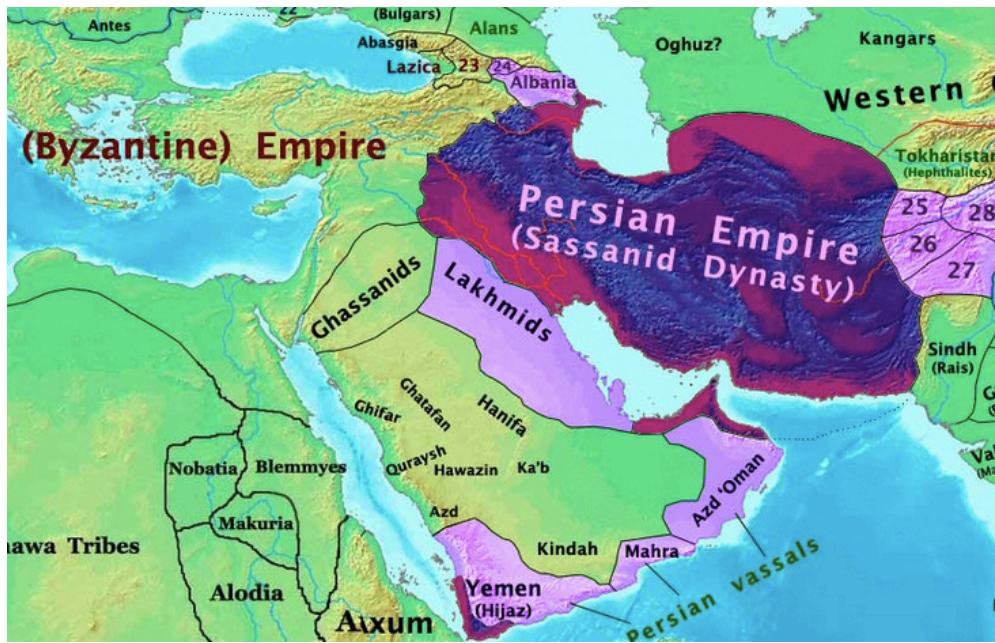 22
(Bulgars)
Antes
Alans
Abasgia
Oghuz?
Kangars
Lazica
23
24
Albania
Western
(Byzantine) Empire
Tokharistan
(Hephthalites)
Persian Empire
(Sassanid Dynasty)
25
28
26
27
Ghassanids
Lakhmids
Sindh
(Rais)
Ghatafan
Hanifa
Ghifar
Quraysh
Hawazin
Ka'b
Nobatia
Blemmyes
Azd 'Oman
Azd
Makuria
Kindah
Mahra
nawa Tribes
Persian vassals
Yemen
(Hijaz)
Alodia
Axum